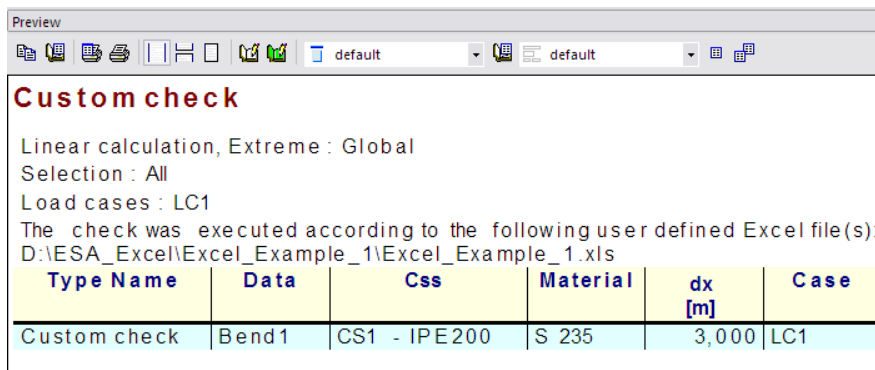 Preview
default default
Custom check
Linear calculation, Extreme : Global
Selection : All
Load cases : LC1
The check was executed according to the following user defined Excel file(s):
D:\ESA_Excel\Excel_Example_1\Excel_Example_1.xls
Type Name Data Css Material dx [m] Case
Custom check Bend1 CS1 - IPE200 S 235 3,000 LC1